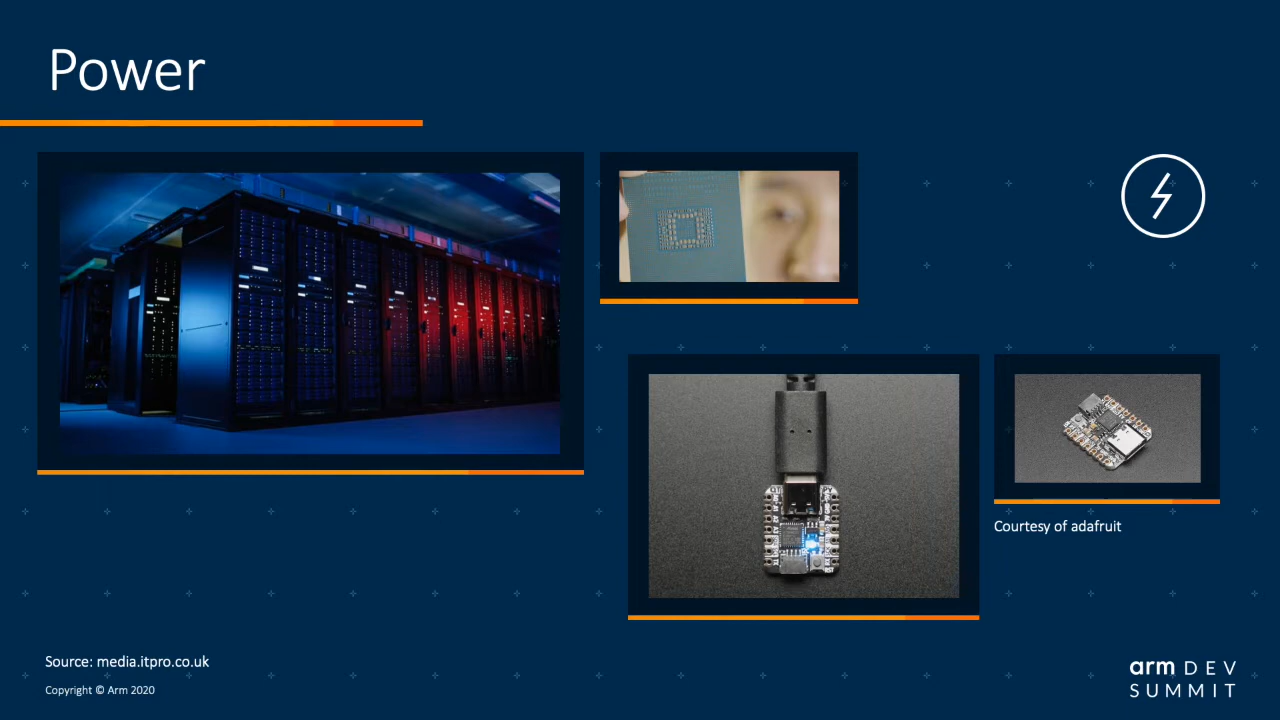 Power
Courtesy of adafruit
Source: media.itpro.co.uk
Copyright © Arm 2020
arm DEV
SUMMIT